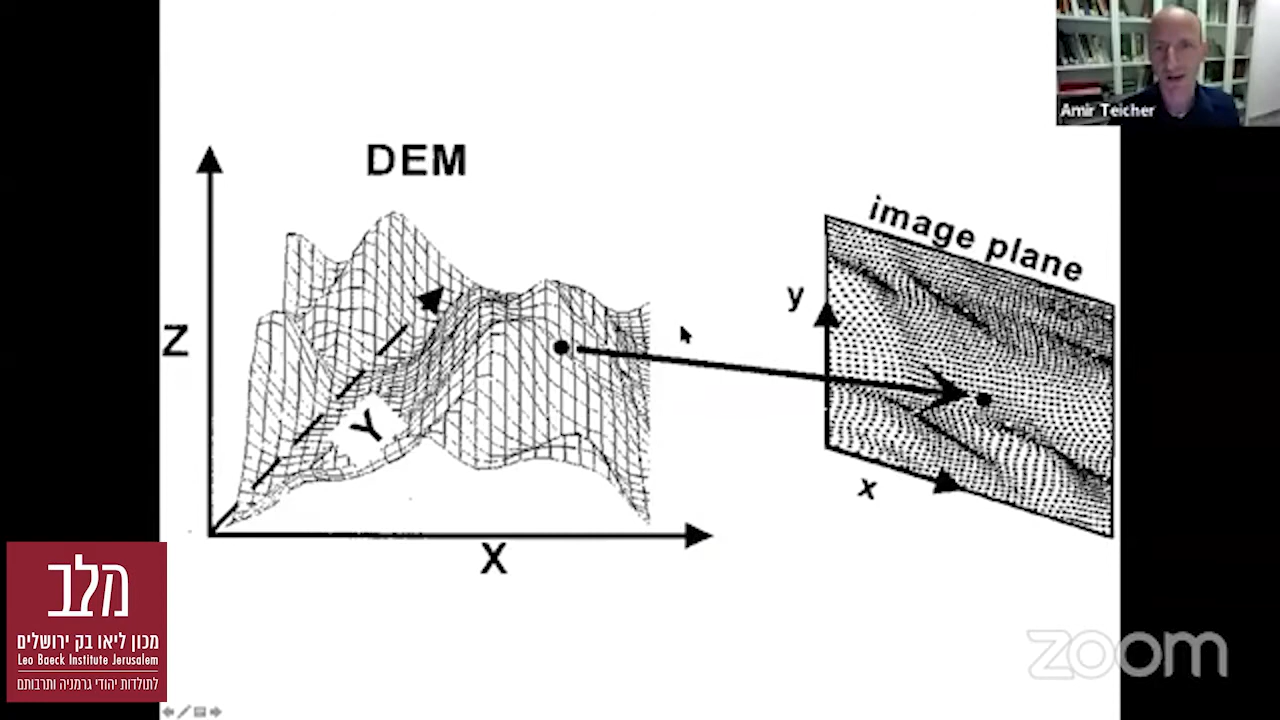 Amir Teicher
DEM
image plane
Z
Y
X
y
x
מלב
מכון ליאו בק ירושלים
Leo Baeck Institute Jerusalem
לתולדות יהודי גרמניה ותרבותם
zoom